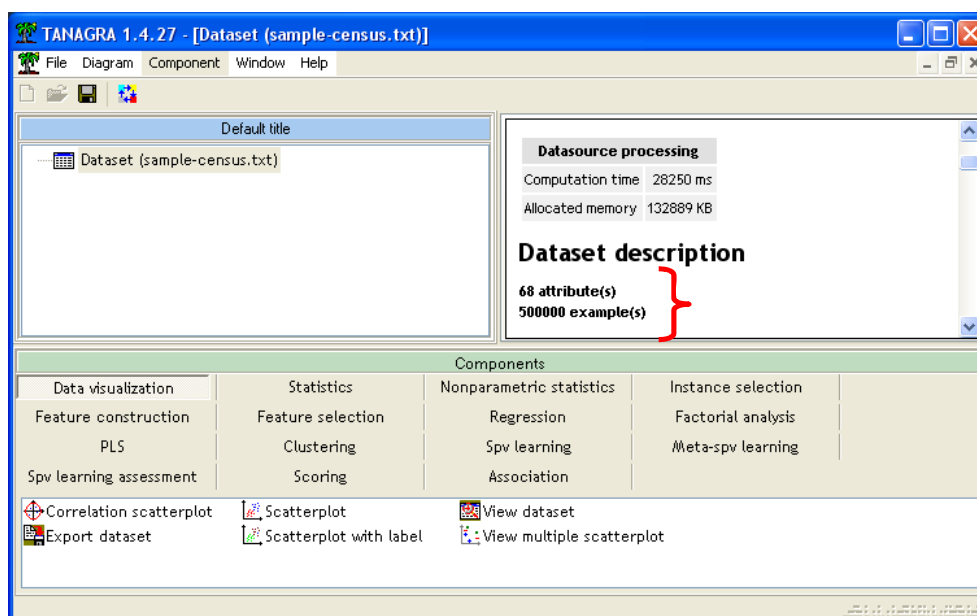 TANAGRA 1.4.27 - [Dataset (sample-census.txt)]
File Diagram Component Window Help
Default title
Dataset (sample-census.txt)
Datasource processing
Computation time 28250 ms
Allocated memory 132889 KB
Dataset description
68 attribute(s)
500000 example(s)
Components
Data visualization Statistics Nonparametric statistics Instance selection
Feature construction Feature selection Regression Factorial analysis
PLS Clustering Spv learning Meta-spv learning
Spv learning assessment Scoring Association
Correlation scatterplot Scatterplot View dataset
Export dataset Scatterplot with label View multiple scatterplot